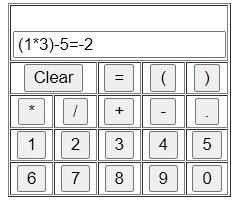 (1*3)-5=-2
Clear = ( )
* / + - .
1 2 3 4 5
6 7 8 9 0